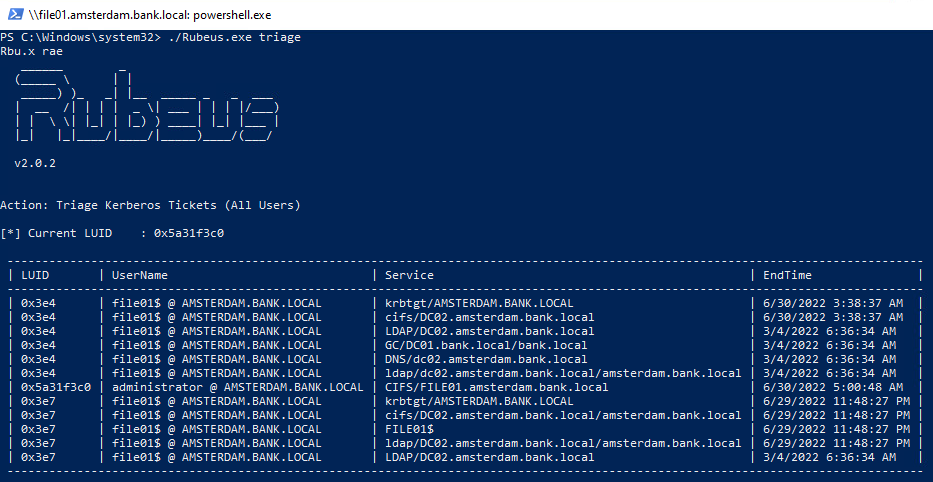 \\file01.amsterdam.bank.local: powershell.exe
PS C:\Windows\system32> ./Rubeus.exe triage
Rbu.x rae
Rubeus
v2.0.2
Action: Triage Kerberos Tickets (All Users)
[*] Current LUID    : 0x5a31f3c0
| LUID | UserName | Service | EndTime |
| 0x3e4 | file01$ @ AMSTERDAM.BANK.LOCAL | krbtgt/AMSTERDAM.BANK.LOCAL | 6/30/2022 3:38:37 AM |
| 0x3e4 | file01$ @ AMSTERDAM.BANK.LOCAL | cifs/DC02.amsterdam.bank.local | 6/30/2022 3:38:37 AM |
| 0x3e4 | file01$ @ AMSTERDAM.BANK.LOCAL | LDAP/DC02.amsterdam.bank.local | 3/4/2022 6:36:34 AM |
| 0x3e4 | file01$ @ AMSTERDAM.BANK.LOCAL | GC/DC01.bank.local/bank.local | 3/4/2022 6:36:34 AM |
| 0x3e4 | file01$ @ AMSTERDAM.BANK.LOCAL | DNS/dc02.amsterdam.bank.local | 3/4/2022 6:36:34 AM |
| 0x3e4 | file01$ @ AMSTERDAM.BANK.LOCAL | ldap/dc02.amsterdam.bank.local/amsterdam.bank.local | 3/4/2022 6:36:34 AM |
| 0x5a31f3c0 | administrator @ AMSTERDAM.BANK.LOCAL | CIFS/FILE01.amsterdam.bank.local | 6/30/2022 5:00:48 AM |
| 0x3e7 | file01$ @ AMSTERDAM.BANK.LOCAL | krbtgt/AMSTERDAM.BANK.LOCAL | 6/29/2022 11:48:27 PM |
| 0x3e7 | file01$ @ AMSTERDAM.BANK.LOCAL | cifs/DC02.amsterdam.bank.local/amsterdam.bank.local | 6/29/2022 11:48:27 PM |
| 0x3e7 | file01$ @ AMSTERDAM.BANK.LOCAL | FILE01$ | 6/29/2022 11:48:27 PM |
| 0x3e7 | file01$ @ AMSTERDAM.BANK.LOCAL | ldap/DC02.amsterdam.bank.local/amsterdam.bank.local | 6/29/2022 11:48:27 PM |
| 0x3e7 | file01$ @ AMSTERDAM.BANK.LOCAL | LDAP/DC02.amsterdam.bank.local | 3/4/2022 6:36:34 AM |